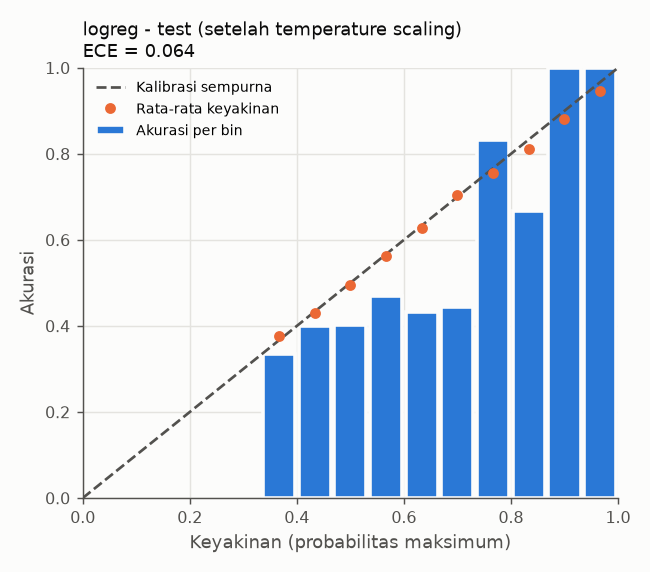 logreg - test (setelah temperature scaling)
ECE = 0.064
Kalibrasi sempurna
Rata-rata keyakinan
Akurasi per bin
Akurasi
1.0
0.8
0.6
0.4
0.2
0.0
0.0 0.2 0.4 0.6 0.8 1.0
Keyakinan (probabilitas maksimum)